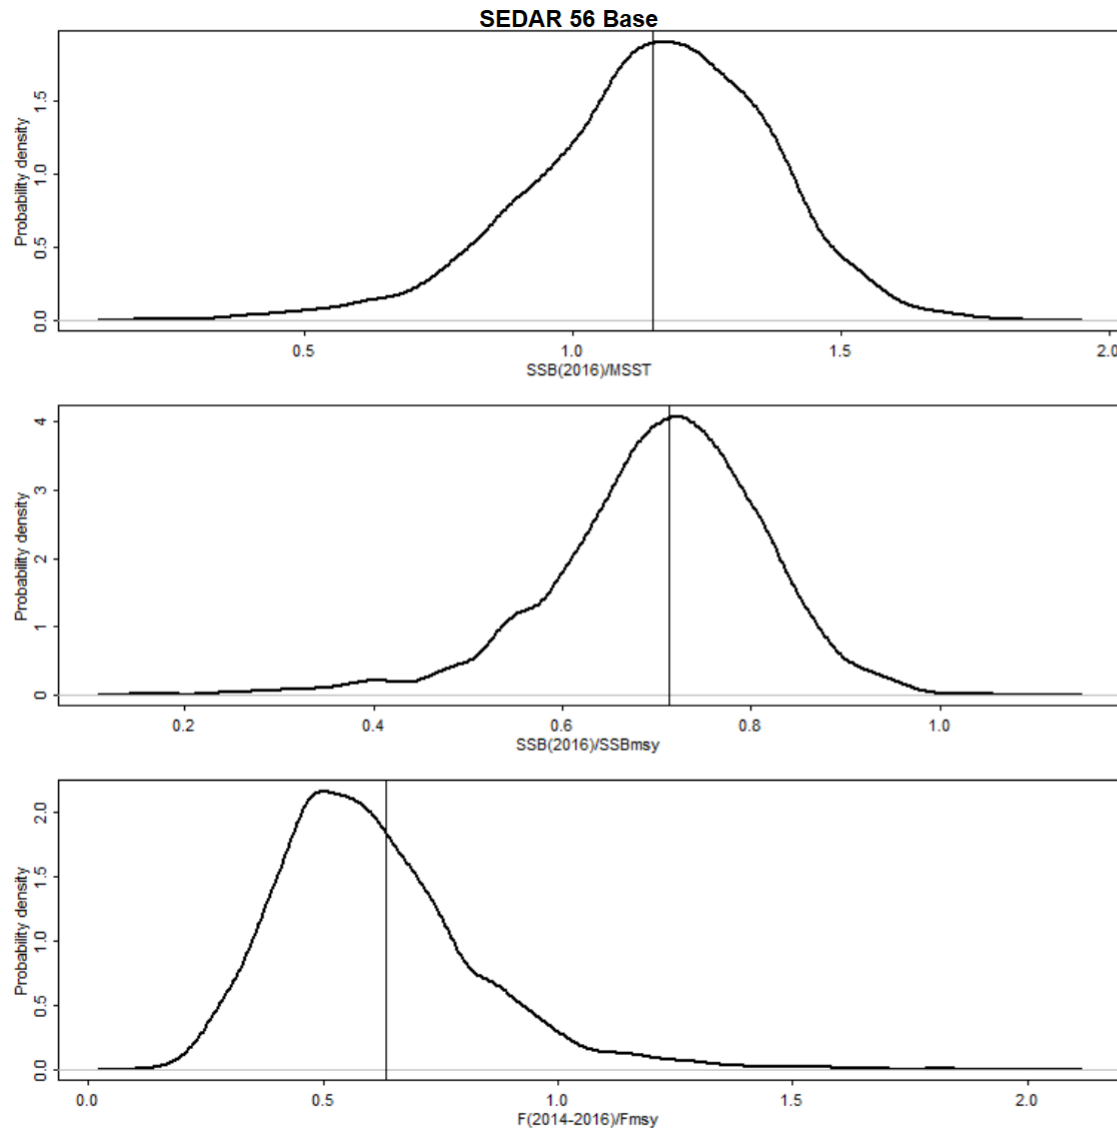 SEDAR 56 Base
Probability density
0.0 0.5 1.0 1.5
0.5 1.0 1.5 2.0
SSB(2016)/MSST
Probability density
0 1 2 3 4
0.2 0.4 0.6 0.8 1.0
SSB(2016)/SSBmsy
Probability density
0.0 0.5 1.0 1.5 2.0
0.0 0.5 1.0 1.5 2.0
F(2014-2016)/Fmsy